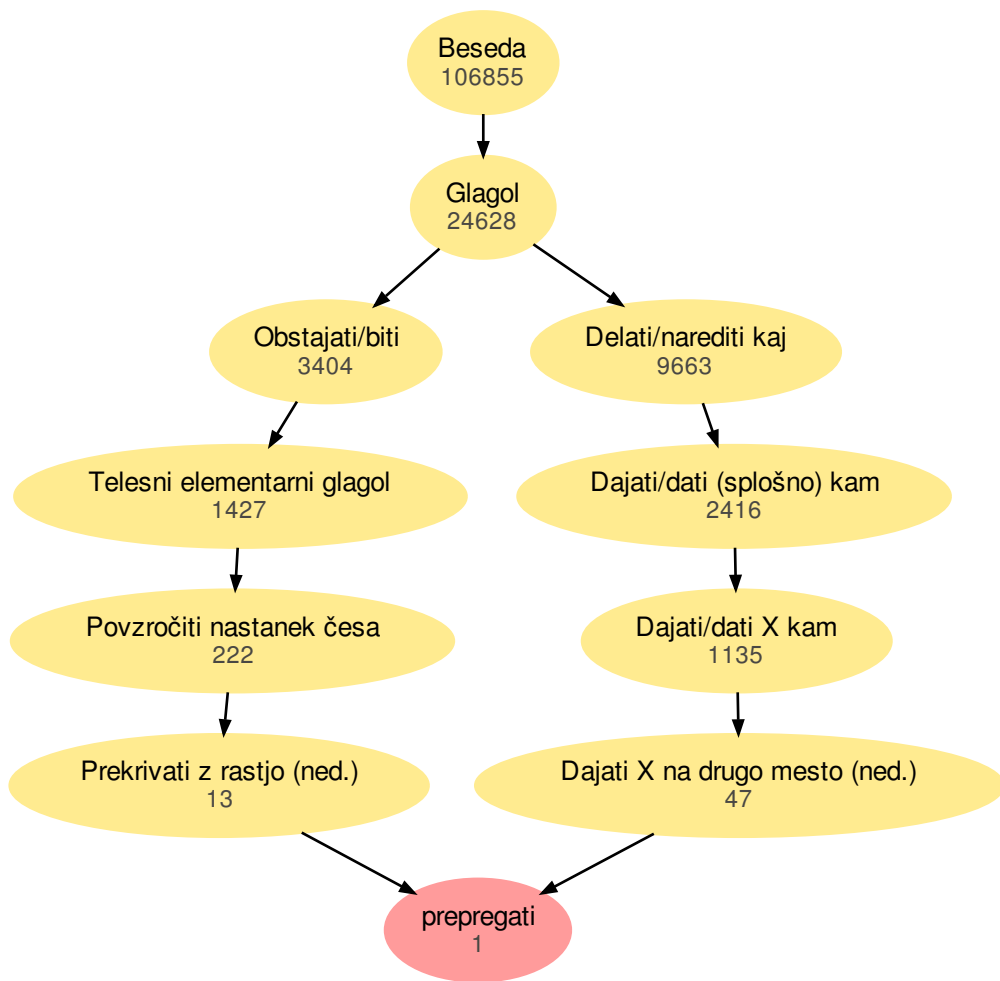 Beseda
106855
Glagol
24628
Obstajati/biti
3404
Delati/narediti kaj
9663
Telesni elementarni glagol
1427
Dajati/dati (splošno) kam
2416
Povzročiti nastanek česa
222
Dajati/dati X kam
1135
Prekrivati z rastjo (ned.)
13
Dajati X na drugo mesto (ned.)
47
prepregati
1